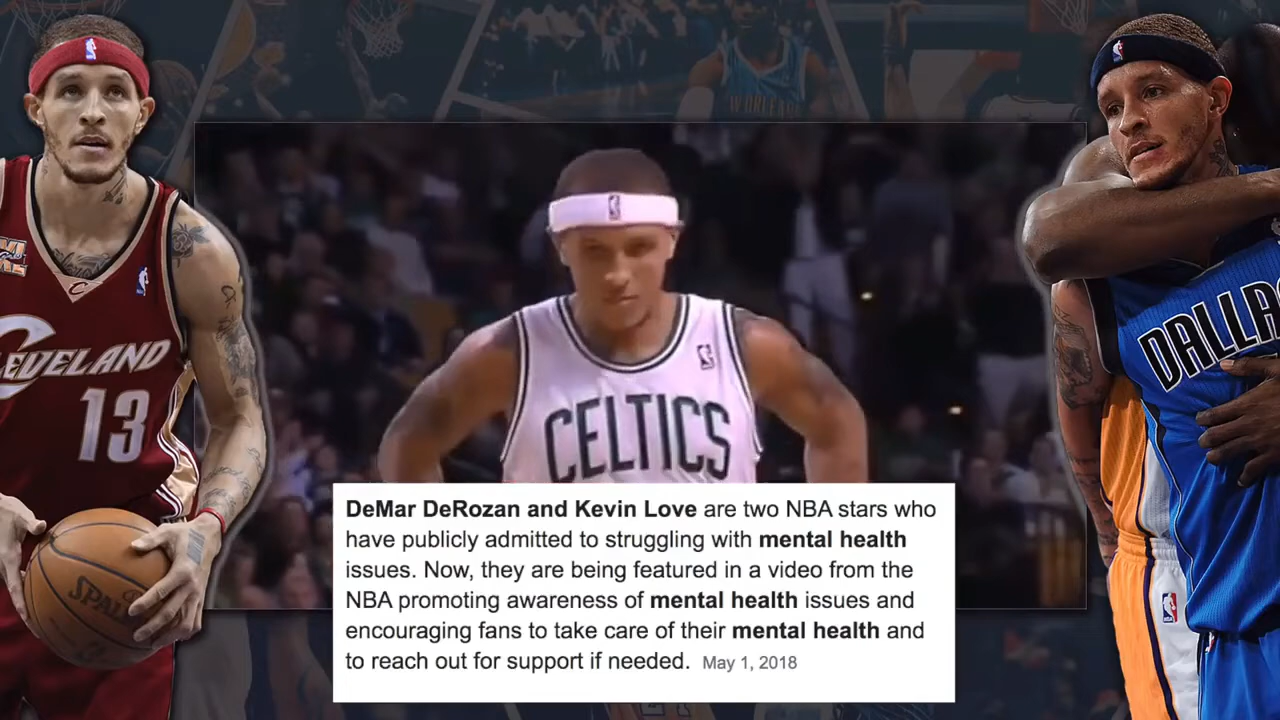 CLEVELAND
13
SPALDING
CELTICS
DALLAS
DeMar DeRozan and Kevin Love are two NBA stars who
have publicly admitted to struggling with mental health
issues. Now, they are being featured in a video from the
NBA promoting awareness of mental health issues and
encouraging fans to take care of their mental health and
to reach out for support if needed. May 1, 2018